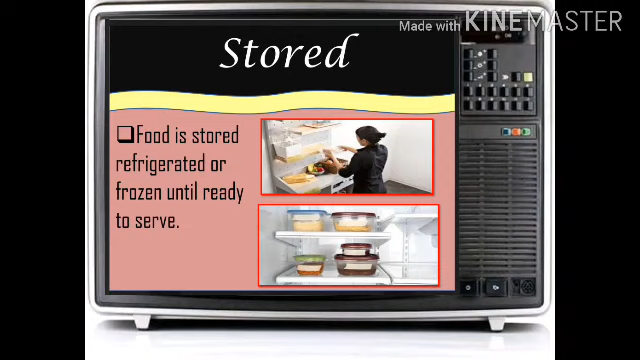 Made with KINEMASTER
Stored
Food is stored
refrigerated or
frozen until ready
to serve.